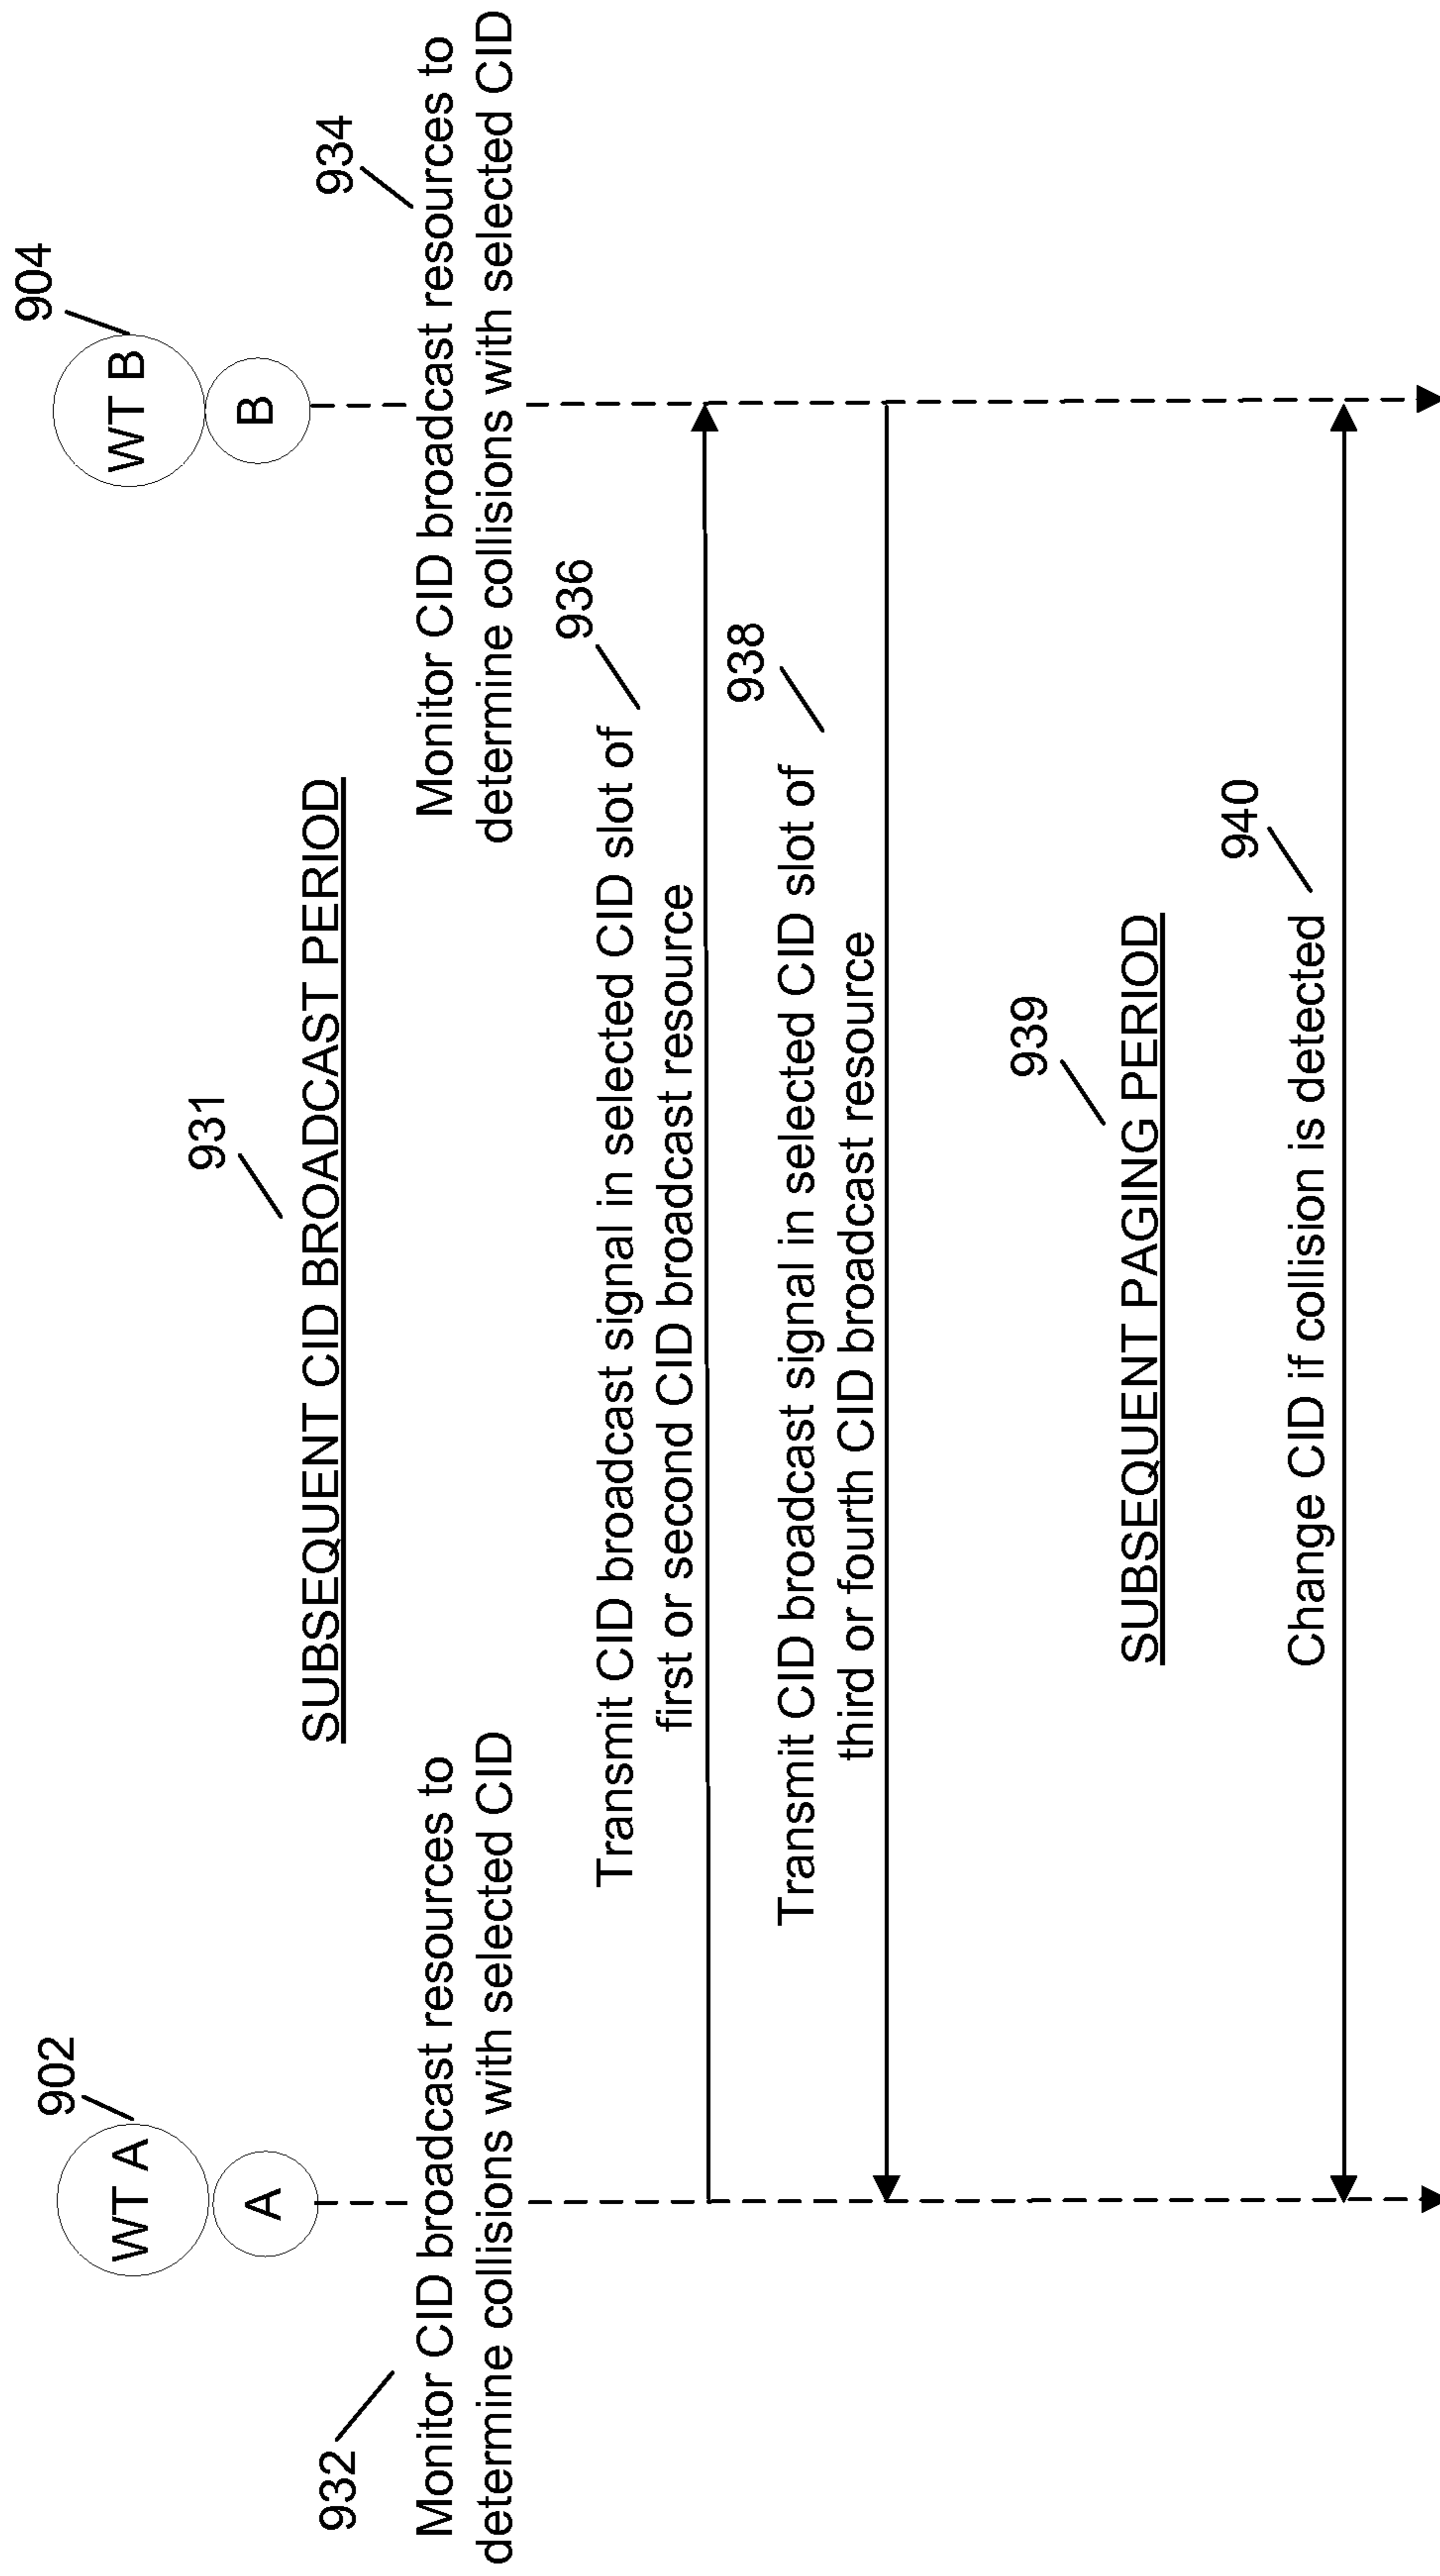 902
WT A
A
904
WT B
B
931
SUBSEQUENT CID BROADCAST PERIOD
932
Monitor CID broadcast resources to
determine collisions with selected CID
934
Monitor CID broadcast resources to
determine collisions with selected CID
936
Transmit CID broadcast signal in selected CID slot of
first or second CID broadcast resource
938
Transmit CID broadcast signal in selected CID slot of
third or fourth CID broadcast resource
939
SUBSEQUENT PAGING PERIOD
940
Change CID if collision is detected